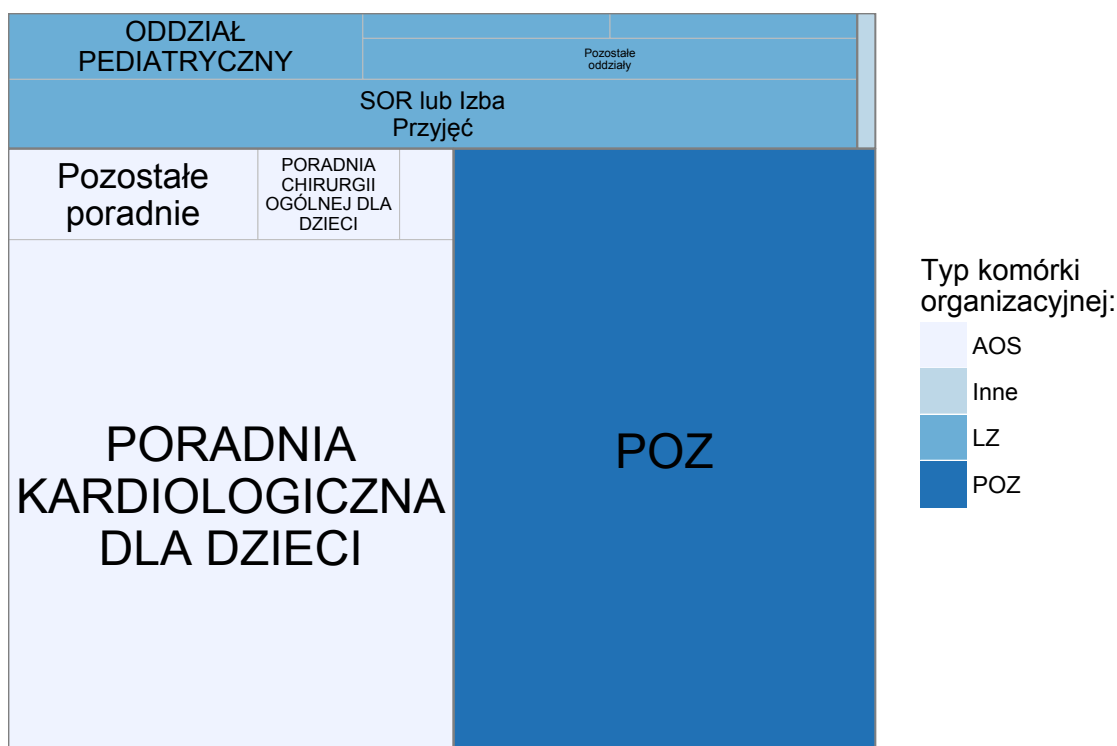 ODDZIAŁ
PEDIATRYCZNY
Pozostałe
oddziały
SOR lub Izba
Przyjęć
Pozostałe
poradnie
PORADNIA
CHIRURGII
OGÓLNEJ DLA
DZIECI
PORADNIA
KARDIOLOGICZNA
DLA DZIECI
POZ
Typ komórki
organizacyjnej:
AOS
Inne
LZ
POZ